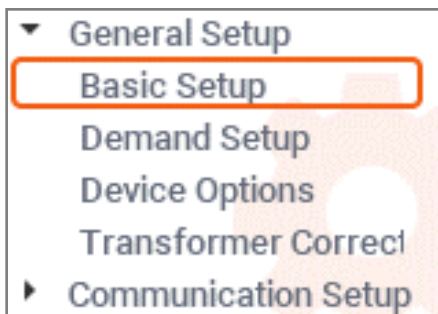 General Setup
Basic Setup
Demand Setup
Device Options
Transformer Correct
Communication Setup